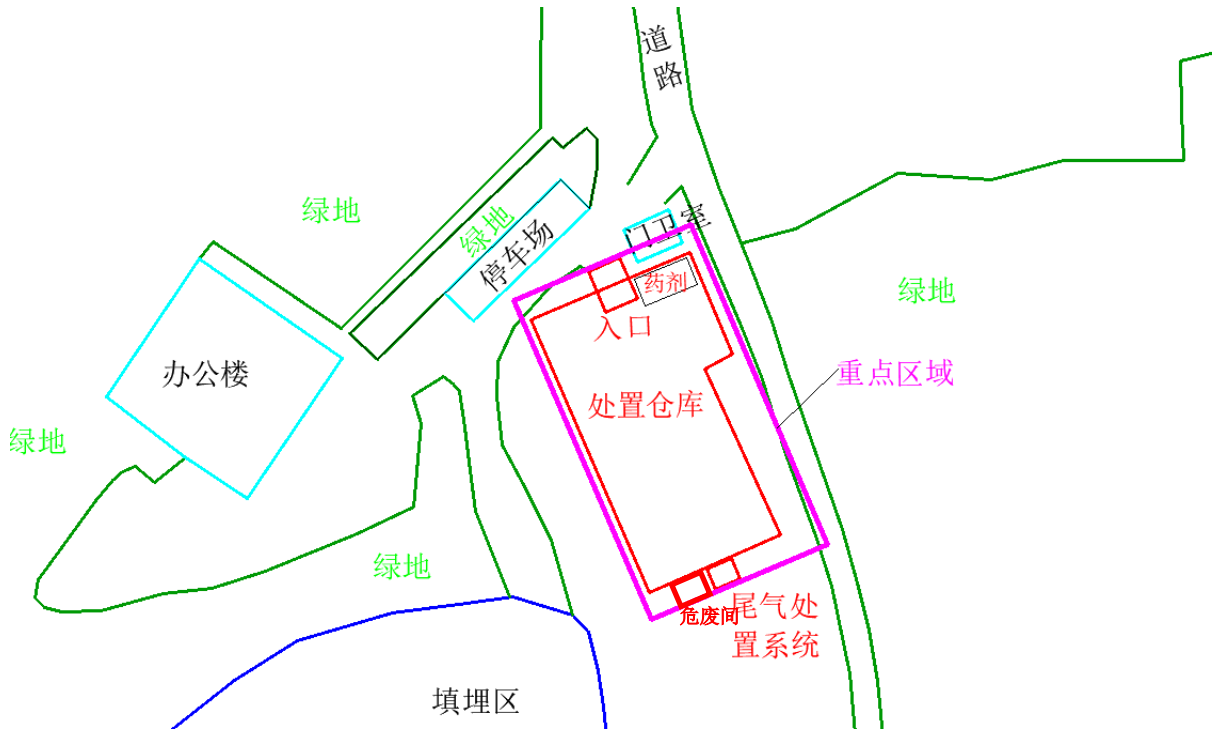 道
路
绿地
绿地
门卫室
停车场
药剂
绿地
入口
办公楼
重点区域
处置仓库
绿地
绿地
危废间
尾气处
置系统
填埋区